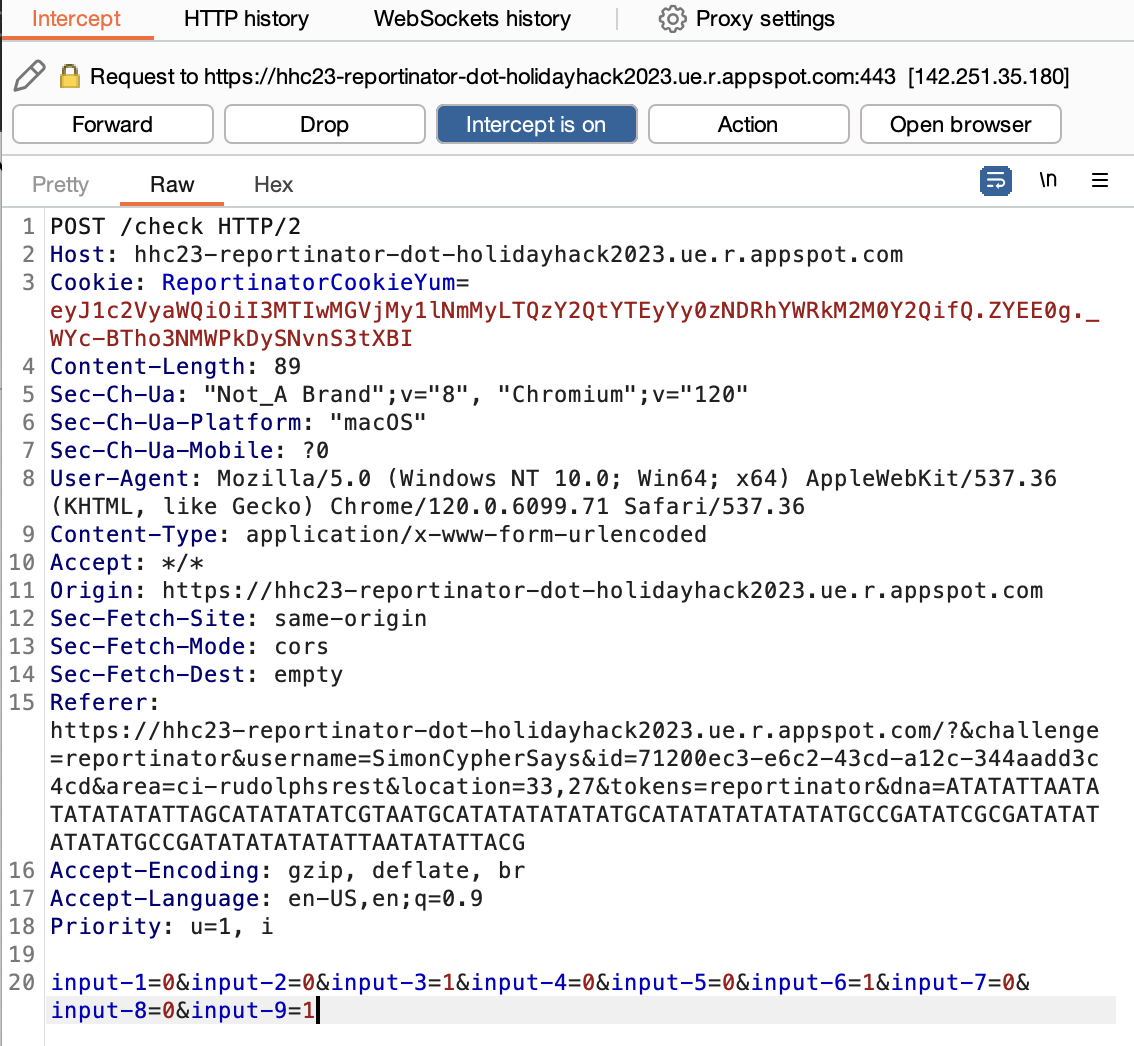 Intercept HTTP history WebSockets history Proxy settings
Request to https://hhc23-reportinator-dot-holidayhack2023.ue.r.appspot.com:443 [142.251.35.180]
Forward Drop Intercept is on Action Open browser
Pretty Raw Hex \n
1 POST /check HTTP/2
2 Host: hhc23-reportinator-dot-holidayhack2023.ue.r.appspot.com
3 Cookie: ReportinatorCookieYum=
eyJ1c2VyaWQiOiI3MTIwMGVjMy1lNmMyLTQzY2QtYTEyYy0zNDRhYWRkM2M0Y2QifQ.ZYEE0g._
WYc-BTho3NMWPkDySNvnS3tXBI
4 Content-Length: 89
5 Sec-Ch-Ua: "Not_A Brand";v="8", "Chromium";v="120"
6 Sec-Ch-Ua-Platform: "macOS"
7 Sec-Ch-Ua-Mobile: ?0
8 User-Agent: Mozilla/5.0 (Windows NT 10.0; Win64; x64) AppleWebKit/537.36
(KHTML, like Gecko) Chrome/120.0.6099.71 Safari/537.36
9 Content-Type: application/x-www-form-urlencoded
10 Accept: */*
11 Origin: https://hhc23-reportinator-dot-holidayhack2023.ue.r.appspot.com
12 Sec-Fetch-Site: same-origin
13 Sec-Fetch-Mode: cors
14 Sec-Fetch-Dest: empty
15 Referer:
https://hhc23-reportinator-dot-holidayhack2023.ue.r.appspot.com/?&challenge
=reportinator&username=SimonCypherSays&id=71200ec3-e6c2-43cd-a12c-344aadd3c
4cd&area=ci-rudolphsrest&location=33,27&tokens=reportinator&dna=ATATATTAATA
TATATATATATTAGCATATATATATCGTAATGCATATATATATATATGCATATATATATATATGCCGATATCGCGATATAT
ATATATGCCGATATATATATATTAATATATTACG
16 Accept-Encoding: gzip, deflate, br
17 Accept-Language: en-US,en;q=0.9
18 Priority: u=1, i
19
20 input-1=0&input-2=0&input-3=1&input-4=0&input-5=0&input-6=1&input-7=0&
input-8=0&input-9=1